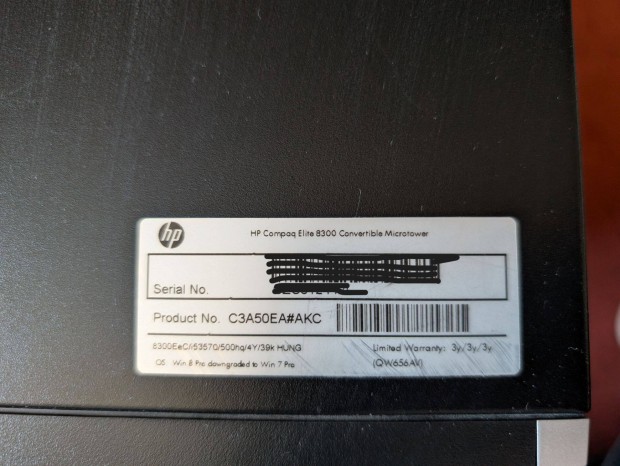 hp
HP Compaq Elite 8300 Convertible Microtower
Serial No.
Product No. C3A50EA#AKC
8300EeC/i53570/500hq/4Y/39k HUNG Limited Warranty: 3y/3y/3y
OS: Win 8 Pro downgraded to Win 7 Pro (QW656AV)